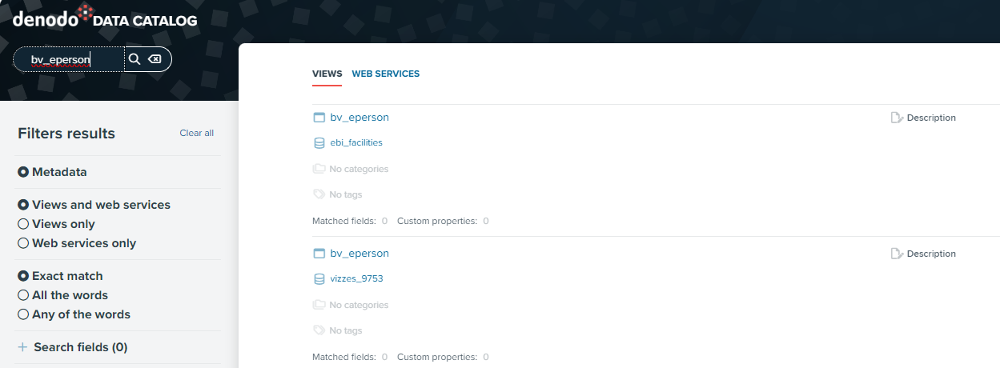 denodo DATA CATALOG
bv_eperson
Filters results
Clear all
Metadata
Views and web services
Views only
Web services only
Exact match
All the words
Any of the words
+ Search fields (0)
VIEWS WEB SERVICES
bv_eperson
Description
ebi_facilities
No categories
No tags
Matched fields: 0 Custom properties: 0
bv_eperson
Description
vizzes_9753
No categories
No tags
Matched fields: 0 Custom properties: 0